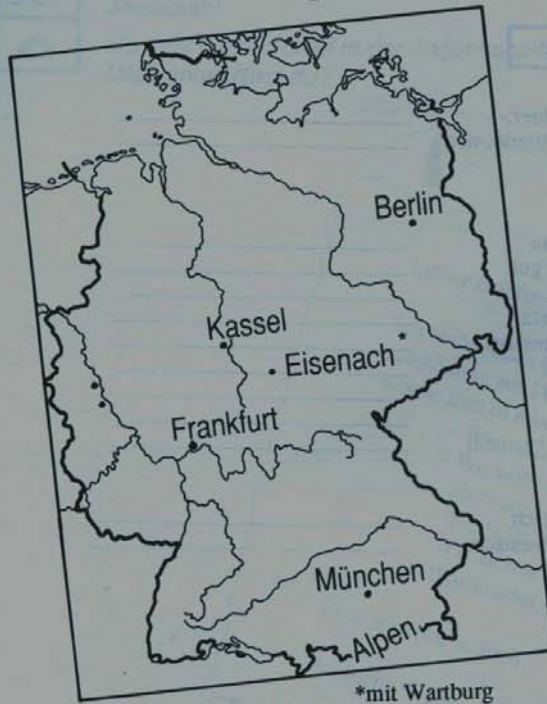 Berlin
Kassel
*
Eisenach
Frankfurt
München
Alpen
*mit Wartburg